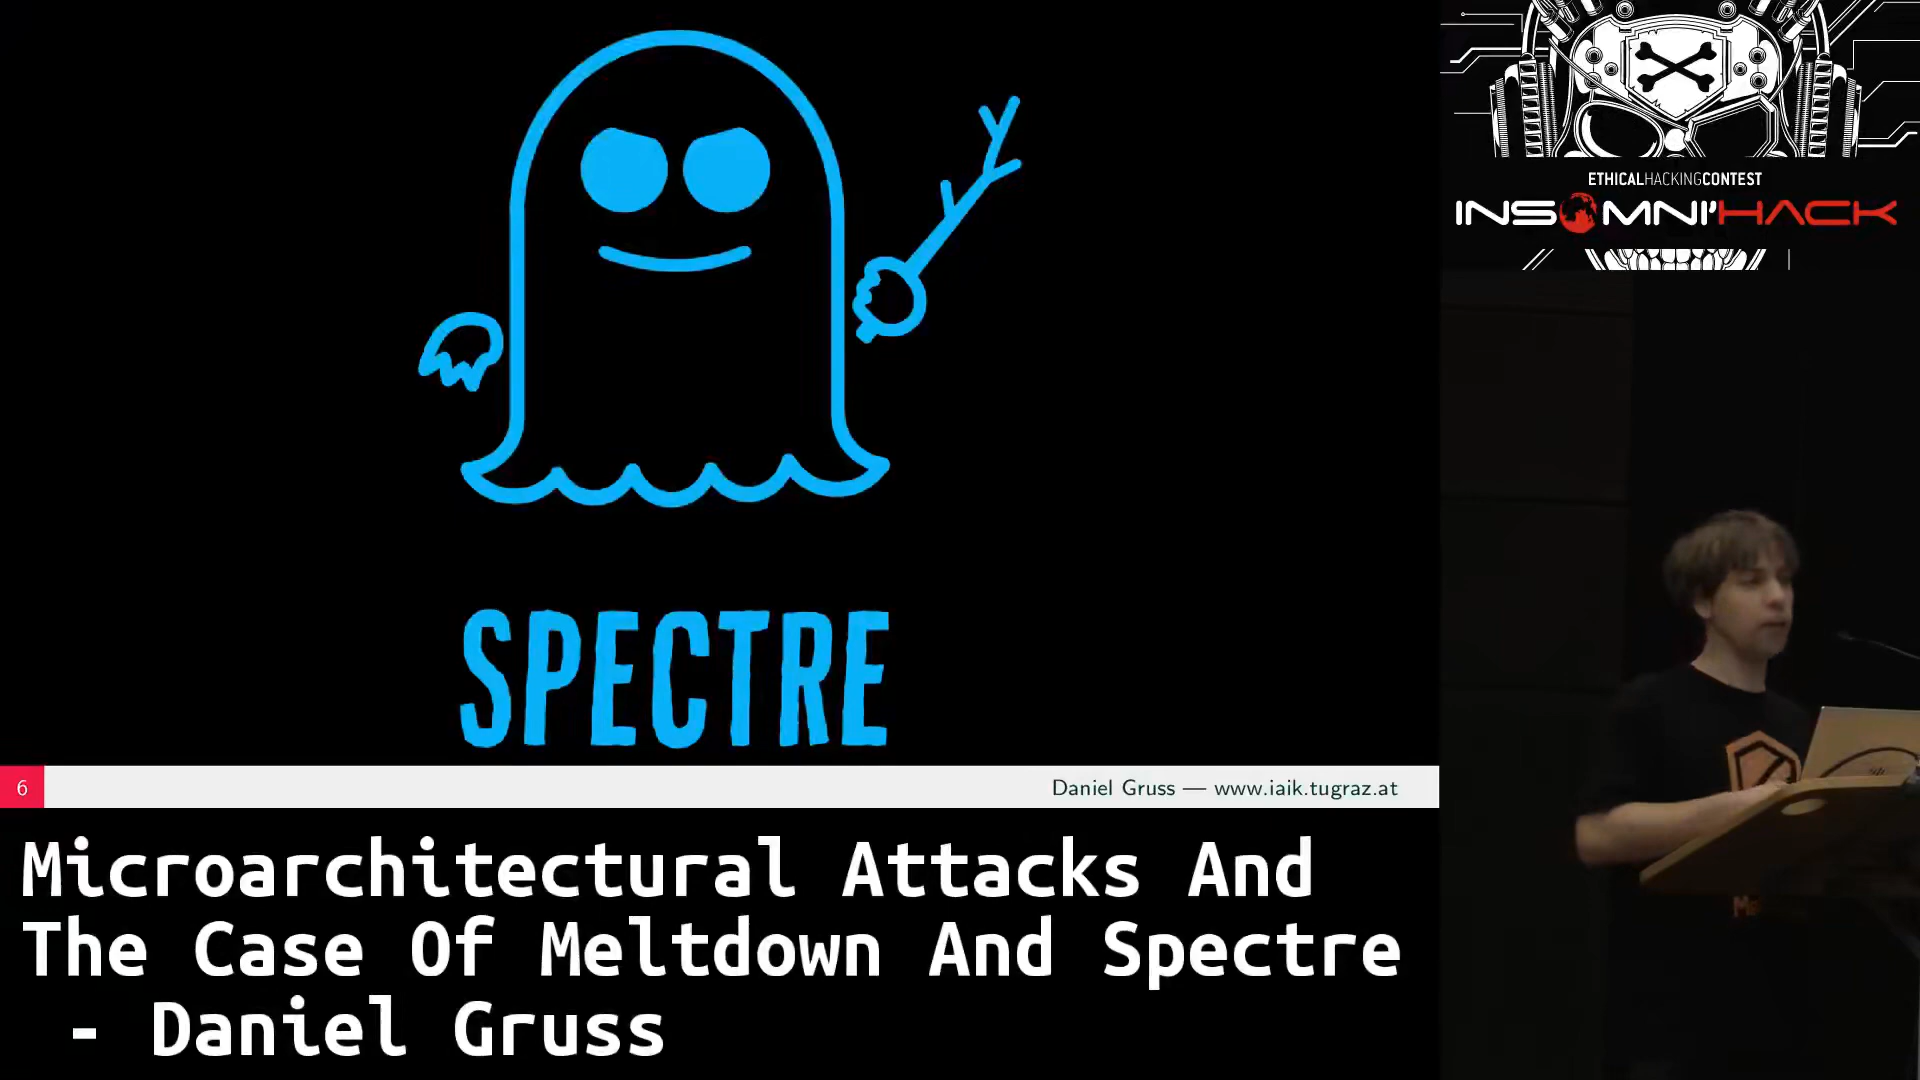 SPECTRE
6
Daniel Gruss — www.iaik.tugraz.at
Microarchitectural Attacks And
The Case Of Meltdown And Spectre
- Daniel Gruss
ETHICALHACKINGCONTEST
INSOMNI'HACK